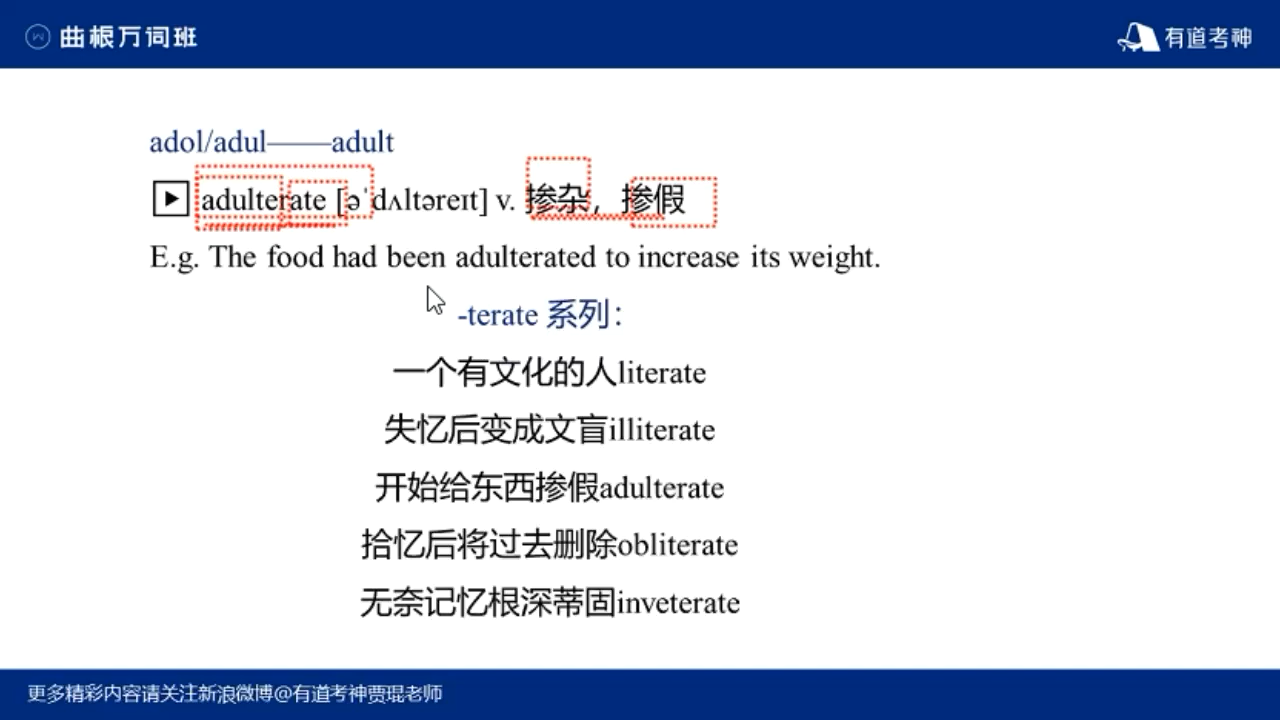 曲根万词班
有道考神
adol/adul——adult
adulterate [əˈdʌltəreɪt] v. 掺杂，掺假
E.g. The food had been adulterated to increase its weight.
-terate 系列：
一个有文化的人literate
失忆后变成文盲illiterate
开始给东西掺假adulterate
拾忆后将过去删除obliterate
无奈记忆根深蒂固inveterate
更多精彩内容请关注新浪微博@有道考神贾琨老师